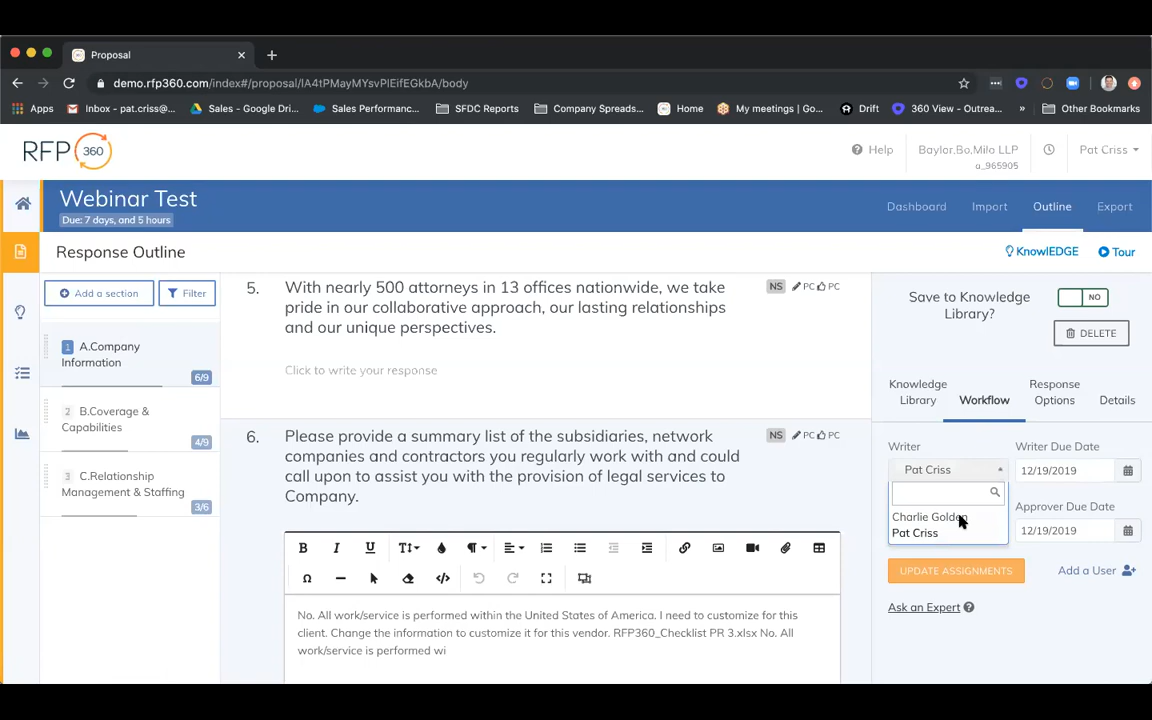 Proposal
demo.rfp360.com/index#/proposal/lA4tPMayMYsvPlEifEGkbA/body
Apps
Inbox - pat.criss@...
Sales - Google Dri...
Sales Performanc...
SFDC Reports
Company Spreads...
Home
My meetings | Go...
Drift
360 View - Outrea...
»
Other Bookmarks
RFP 360
Help
Baylor,Bo,Milo LLP
a_965905
Pat Criss
Webinar Test
Due: 7 days, and 5 hours
Dashboard
Import
Outline
Export
Response Outline
KnowlEDGE
Tour
Add a section
Filter
1 A.Company
Information
6/9
2 B.Coverage &
Capabilities
4/9
3 C.Relationship
Management & Staffing
3/6
5. With nearly 500 attorneys in 13 offices nationwide, we take
pride in our collaborative approach, our lasting relationships
and our unique perspectives.
NS PC PC
Click to write your response
6. Please provide a summary list of the subsidiaries, network
companies and contractors you regularly work with and could
call upon to assist you with the provision of legal services to
Company.
NS PC PC
No. All work/service is performed within the United States of America. I need to customize for this
client. Change the information to customize it for this vendor. RFP360_Checklist PR 3.xlsx No. All
work/service is performed wi
Save to Knowledge
Library?
NO
DELETE
Knowledge
Library
Workflow
Response
Options
Details
Writer
Writer Due Date
Pat Criss
12/19/2019
Charlie Golden
Pat Criss
Approver Due Date
12/19/2019
UPDATE ASSIGNMENTS
Add a User
Ask an Expert